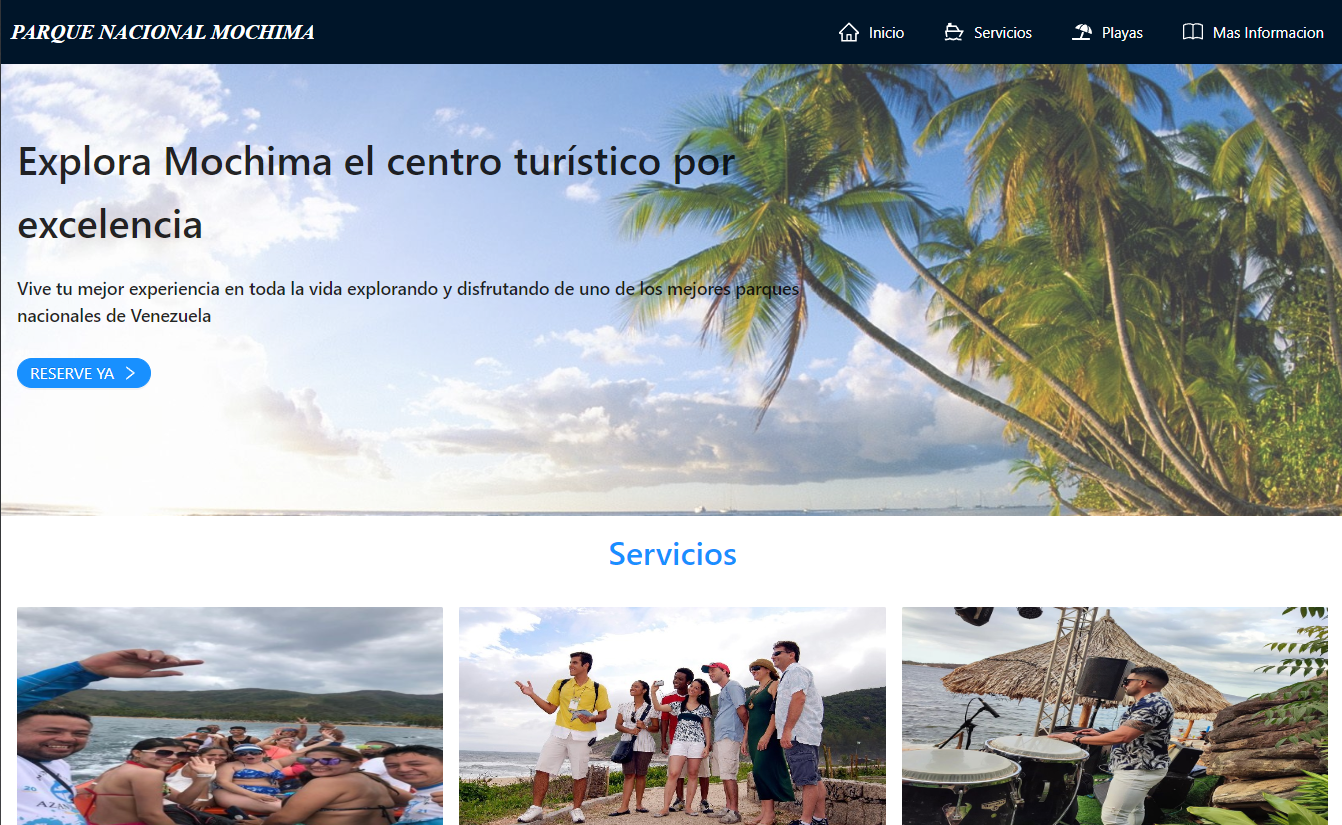 PARQUE NACIONAL MOCHIMA
Inicio
Servicios
Playas
Mas Informacion
Explora Mochima el centro turístico por
excelencia
Vive tu mejor experiencia en toda la vida explorando y disfrutando de uno de los mejores parques
nacionales de Venezuela
RESERVE YA
Servicios